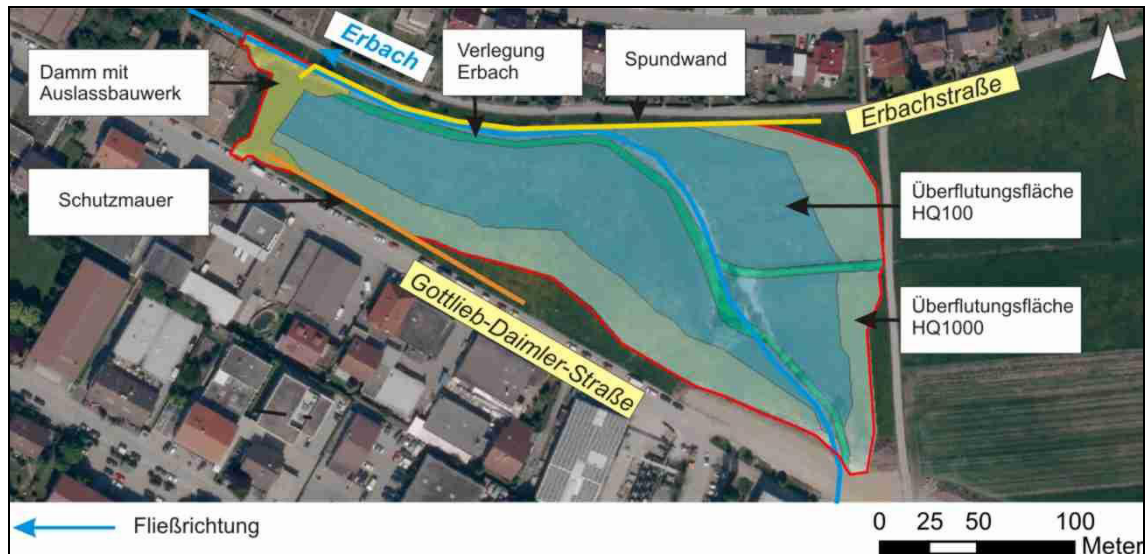 Damm mit
Auslassbauwerk
Erbach
Verlegung
Erbach
Spundwand
Erbachstraße
Schutzmauer
Überflutungsfläche
HQ100
Überflutungsfläche
HQ1000
Gottlieb-Daimler-Straße
Fließrichtung
0 25 50 100
Meter